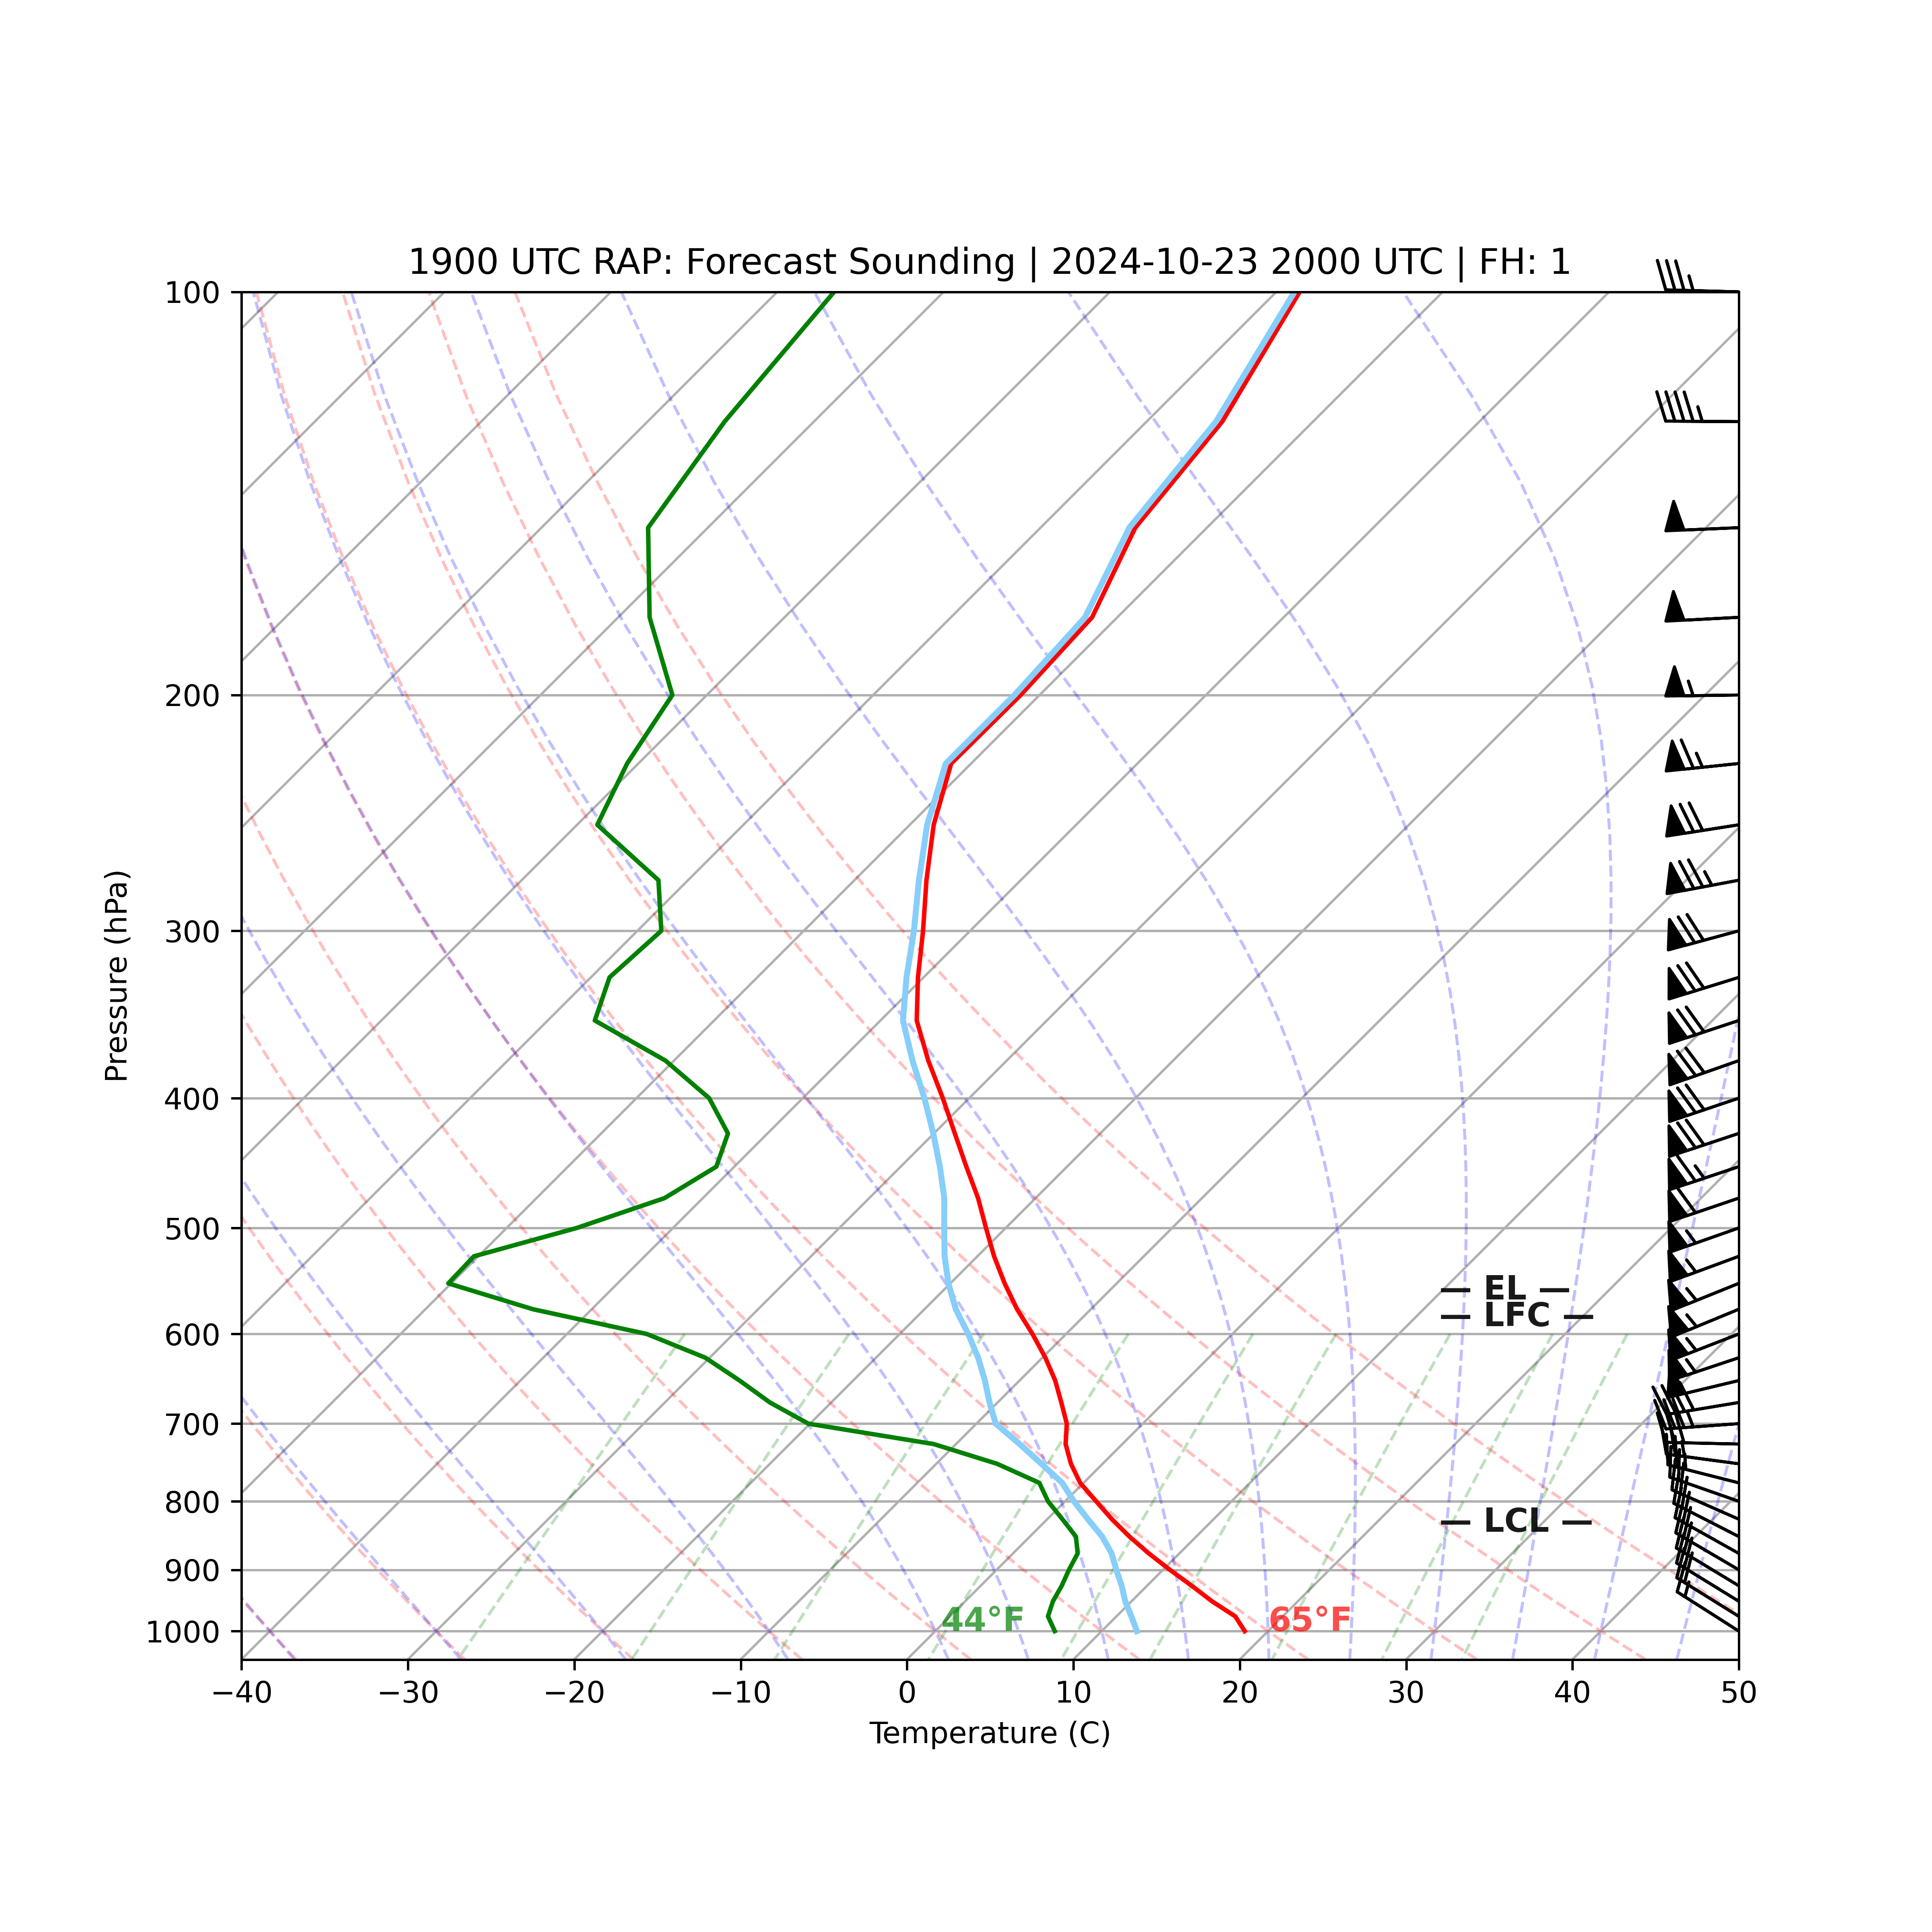 1900 UTC RAP: Forecast Sounding | 2024-10-23 2000 UTC | FH: 1
100
200
300
400
500
600
700
800
900
1000
Pressure (hPa)
— EL —
— LFC —
— LCL —
44°F
65°F
−40 −30 −20 −10 0 10 20 30 40 50
Temperature (C)